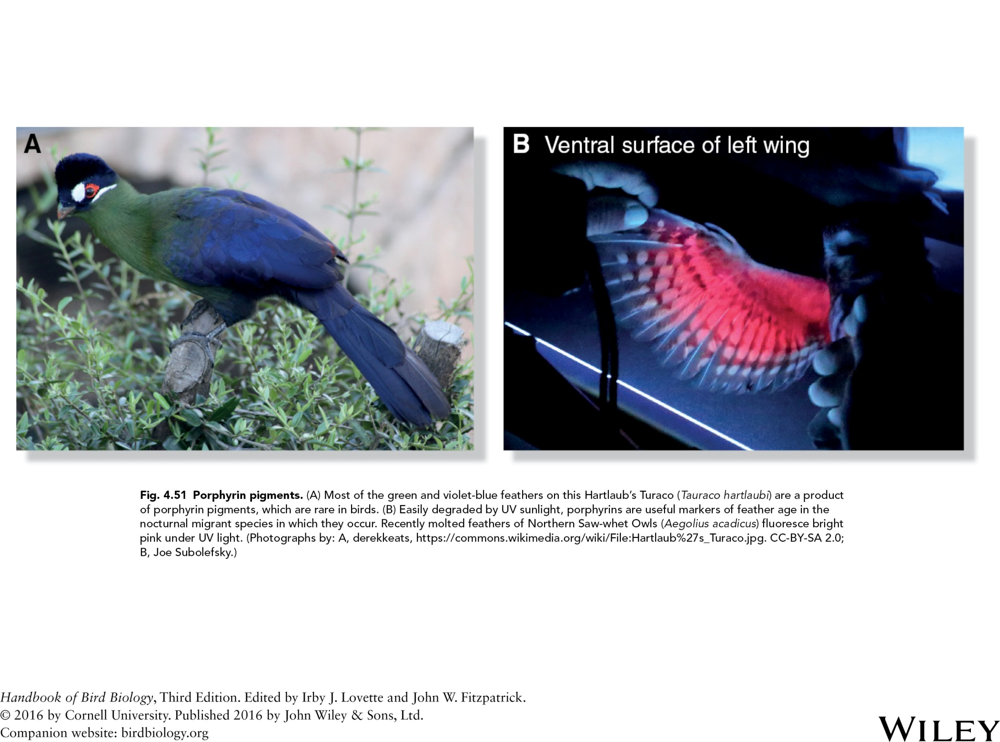 A
B Ventral surface of left wing
Fig. 4.51 Porphyrin pigments. (A) Most of the green and violet-blue feathers on this Hartlaub's Turaco (Tauraco hartlaubi) are a product
of porphyrin pigments, which are rare in birds. (B) Easily degraded by UV sunlight, porphyrins are useful markers of feather age in the
nocturnal migrant species in which they occur. Recently molted feathers of Northern Saw-whet Owls (Aegolius acadicus) fluoresce bright
pink under UV light. (Photographs by: A, derekkeats, https://commons.wikimedia.org/wiki/File:Hartlaub%27s_Turaco.jpg. CC-BY-SA 2.0;
B, Joe Subolefsky.)
Handbook of Bird Biology, Third Edition. Edited by Irby J. Lovette and John W. Fitzpatrick.
© 2016 by Cornell University. Published 2016 by John Wiley & Sons, Ltd.
Companion website: birdbiology.org
WILEY